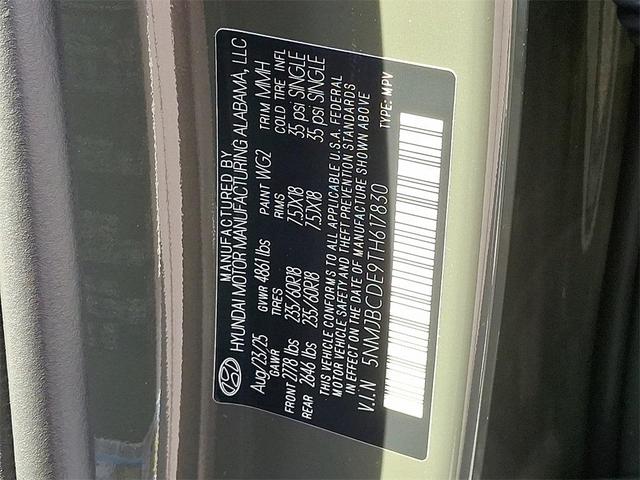 MANUFACTURED BY
HYUNDAI MOTOR MANUFACTURING ALABAMA, LLC
Aug/23/25 GVWR 4861 lbs PAINT WG2 TRIM MMH
GAWR TIRES RIMS COLD TIRE INFL
FRONT 2778 lbs 235/60R18 7.5JX18 35 psi SINGLE
REAR 2646 lbs 235/60R18 7.5JX18 35 psi SINGLE
THIS VEHICLE CONFORMS TO ALL APPLICABLE U.S.A. FEDERAL
MOTOR VEHICLE SAFETY AND THEFT PREVENTION STANDARDS
IN EFFECT ON THE DATE OF MANUFACTURE SHOWN ABOVE
V.I.N 5NMJBCDE9TH617830 TYPE: MPV